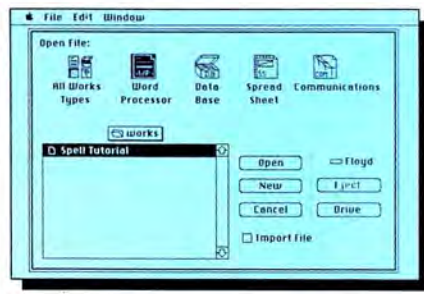 File Edit Window
Open File:
All Works Types
Word Processor
Data Base
Spread Sheet
Communications
works
Spell Tutorial
Open
Floyd
New
Eject
Cancel
Drive
Import File